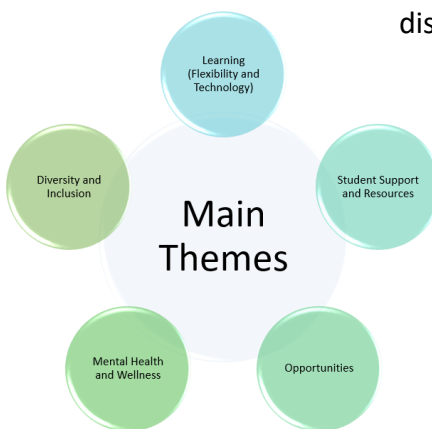 dis
Learning
(Flexibility and
Technology)
Diversity and
Inclusion
Student Support
and Resources
Main
Themes
Mental Health
and Wellness
Opportunities